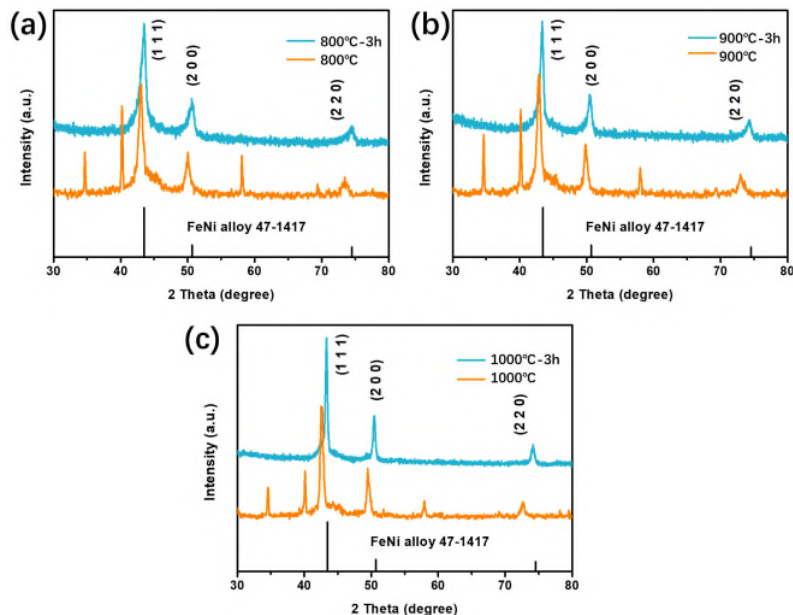 (a)
Intensity (a.u.)
(1 1 1)
(2 0 0)
(2 2 0)
800℃-3h
800℃
FeNi alloy 47-1417
30 40 50 60 70 80
2 Theta (degree)
(b)
Intensity (a.u.)
(1 1 1)
(2 0 0)
(2 2 0)
900℃-3h
900℃
FeNi alloy 47-1417
30 40 50 60 70 80
2 Theta (degree)
(c)
Intensity (a.u.)
(1 1 1)
(2 0 0)
(2 2 0)
1000℃-3h
1000℃
FeNi alloy 47-1417
30 40 50 60 70 80
2 Theta (degree)